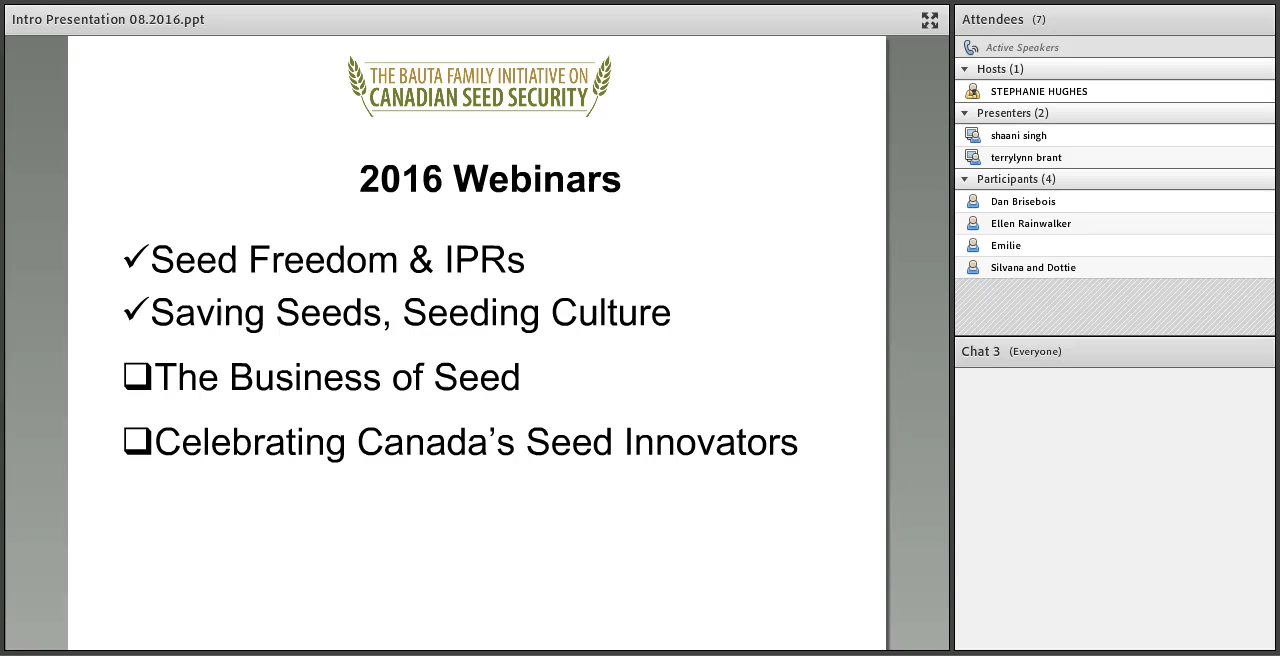 Intro Presentation 08.2016.ppt
THE BAUTA FAMILY INITIATIVE ON
CANADIAN SEED SECURITY
2016 Webinars
✓Seed Freedom & IPRs
✓Saving Seeds, Seeding Culture
❑The Business of Seed
❑Celebrating Canada’s Seed Innovators
Attendees (7)
Active Speakers
Hosts (1)
STEPHANIE HUGHES
Presenters (2)
shaani singh
terrylynn brant
Participants (4)
Dan Brisebois
Ellen Rainwalker
Emilie
Silvana and Dottie
Chat 3 (Everyone)